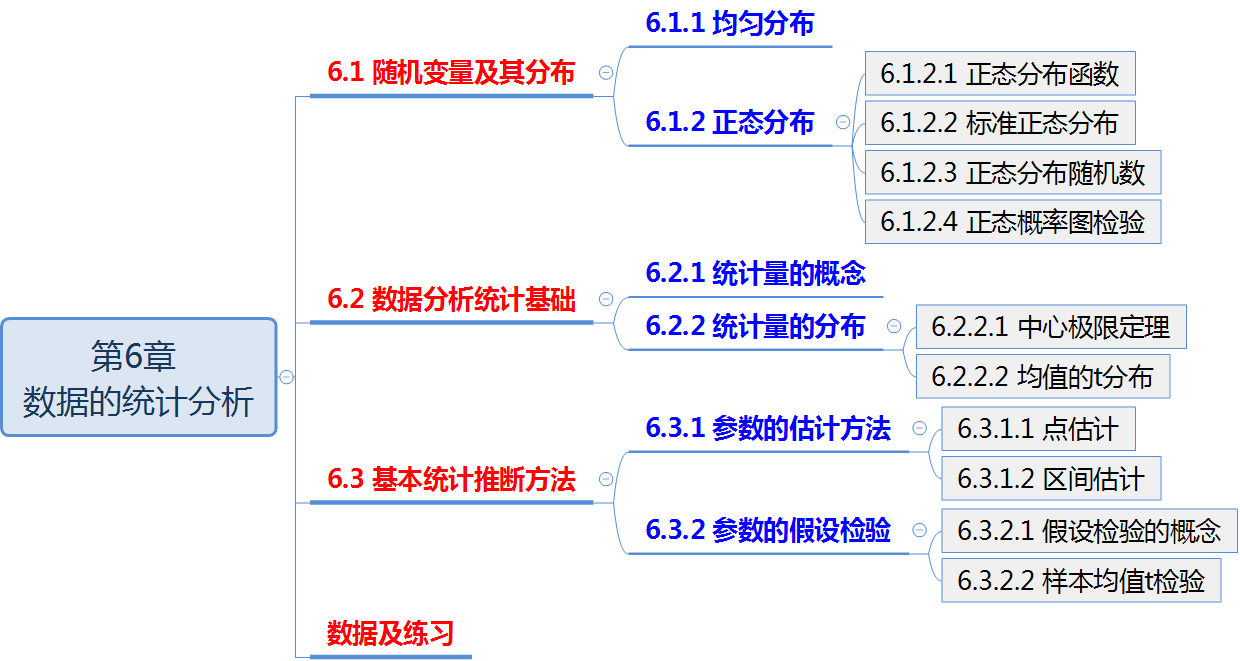 第6章
数据的统计分析
6.1 随机变量及其分布
6.1.1 均匀分布
6.1.2 正态分布
6.1.2.1 正态分布函数
6.1.2.2 标准正态分布
6.1.2.3 正态分布随机数
6.1.2.4 正态概率图检验
6.2 数据分析统计基础
6.2.1 统计量的概念
6.2.2 统计量的分布
6.2.2.1 中心极限定理
6.2.2.2 均值的t分布
6.3 基本统计推断方法
6.3.1 参数的估计方法
6.3.1.1 点估计
6.3.1.2 区间估计
6.3.2 参数的假设检验
6.3.2.1 假设检验的概念
6.3.2.2 样本均值t检验
数据及练习